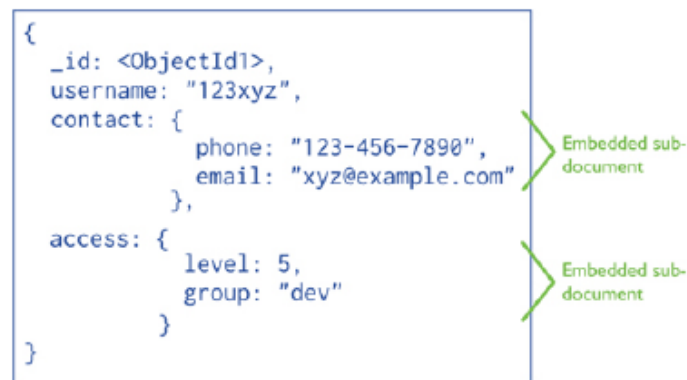 {
_id: <ObjectId1>,
username: "123xyz",
contact: {
phone: "123-456-7890",
email: "xyz@example.com"
},
access: {
level: 5,
group: "dev"
}
}
Embedded sub-
document
Embedded sub-
document